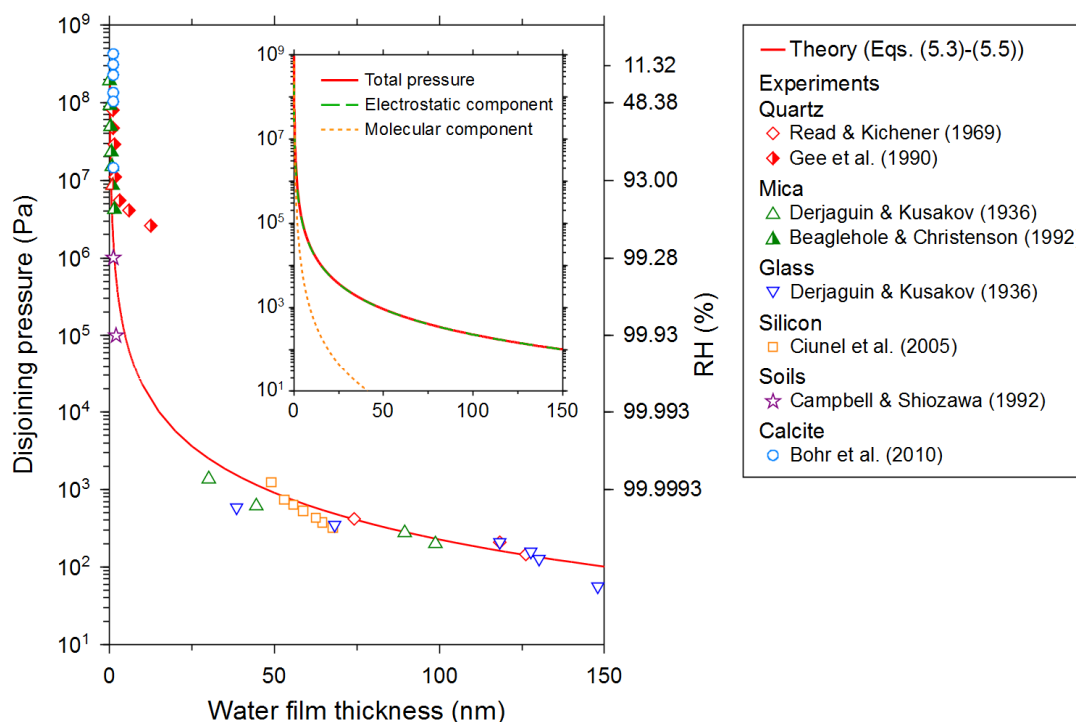 10⁹
10⁸
10⁷
10⁶
10⁵
10⁴
10³
10²
10¹
Disjoining pressure (Pa)
0
50
100
150
Water film thickness (nm)
10⁹
10⁷
10⁵
10³
10¹
0
50
100
150
Total pressure
Electrostatic component
Molecular component
11.32
48.38
93.00
99.28
99.93
99.993
99.9993
RH (%)
Theory (Eqs. (5.3)-(5.5))
Experiments
Quartz
Read & Kichener (1969)
Gee et al. (1990)
Mica
Derjaguin & Kusakov (1936)
Beaglehole & Christenson (1992
Glass
Derjaguin & Kusakov (1936)
Silicon
Ciunel et al. (2005)
Soils
Campbell & Shiozawa (1992)
Calcite
Bohr et al. (2010)